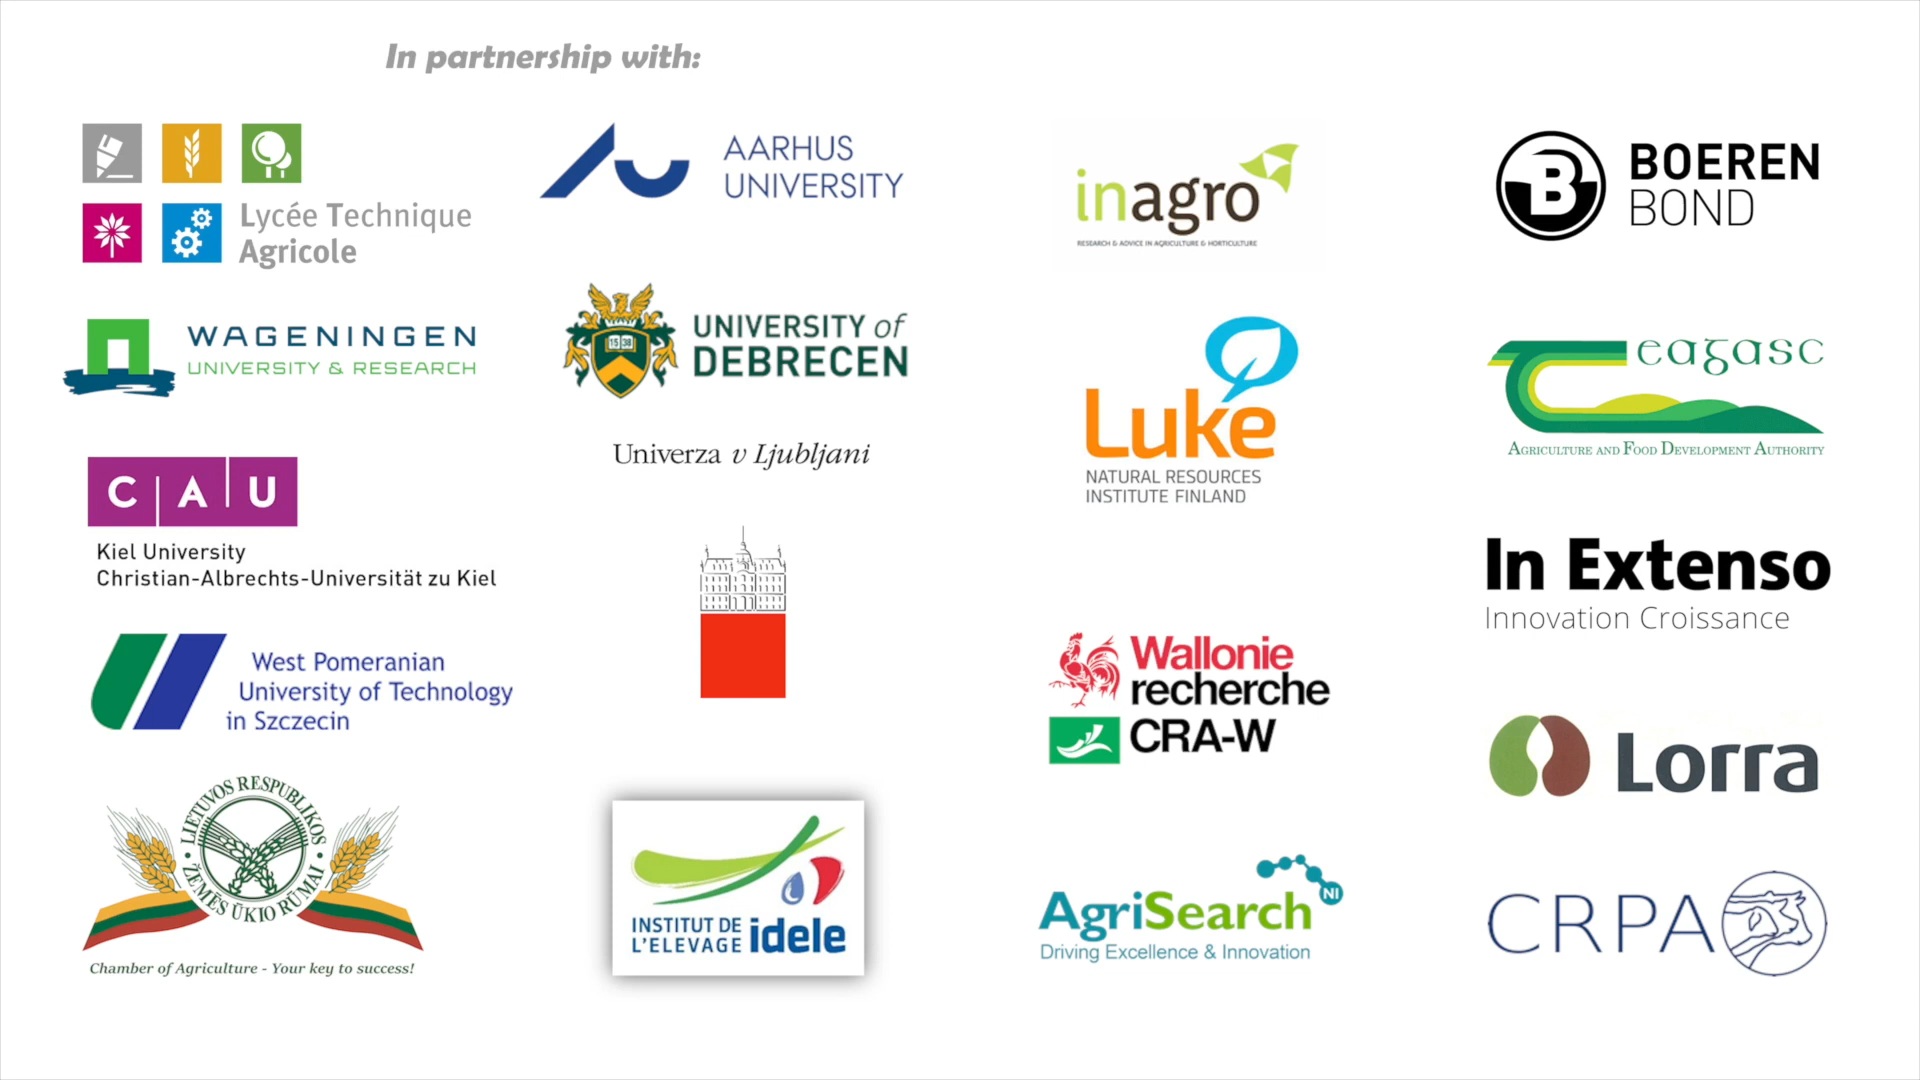 In partnership with:
Lycée Technique
Agricole
WAGENINGEN
UNIVERSITY & RESEARCH
C A U
Kiel University
Christian-Albrechts-Universität zu Kiel
West Pomeranian
University of Technology
in Szczecin
LIETUVOS RESPUBLIKOS
ŽEMĖS ŪKIO RŪMAI
Chamber of Agriculture - Your key to success!
AARHUS
UNIVERSITY
15 38
UNIVERSITY of
DEBRECEN
Univerza v Ljubljani
INSTITUT DE
L'ELEVAGE idele
inagro
RESEARCH & ADVICE IN AGRICULTURE & HORTICULTURE
Luke
NATURAL RESOURCES
INSTITUTE FINLAND
Wallonie
recherche
CRA-W
AgriSearch NI
Driving Excellence & Innovation
B
BOEREN
BOND
Teagasc
AGRICULTURE AND FOOD DEVELOPMENT AUTHORITY
In Extenso
Innovation Croissance
Lorra
CRPA